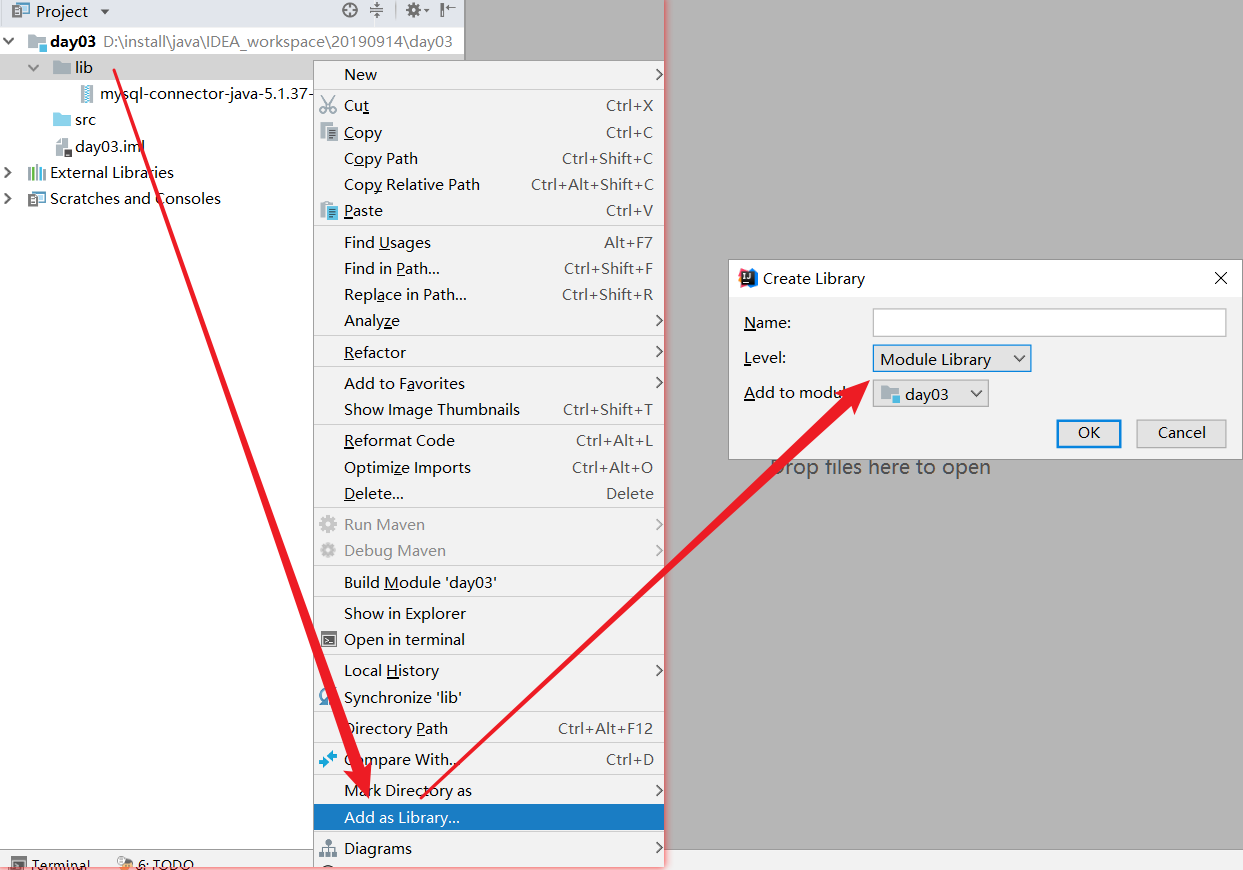 Project
day03 D:\install\java\IDEA_workspace\20190914\day03
lib
mysql-connector-java-5.1.37-
src
day03.iml
External Libraries
Scratches and Consoles
Terminal
6: TODO
New
Cut Ctrl+X
Copy Ctrl+C
Copy Path Ctrl+Shift+C
Copy Relative Path Ctrl+Alt+Shift+C
Paste Ctrl+V
Find Usages Alt+F7
Find in Path... Ctrl+Shift+F
Replace in Path... Ctrl+Shift+R
Analyze
Refactor
Add to Favorites
Show Image Thumbnails Ctrl+Shift+T
Reformat Code Ctrl+Alt+L
Optimize Imports Ctrl+Alt+O
Delete... Delete
Run Maven
Debug Maven
Build Module 'day03'
Show in Explorer
Open in terminal
Local History
Synchronize 'lib'
Directory Path Ctrl+Alt+F12
Compare With... Ctrl+D
Mark Directory as
Add as Library...
Diagrams
Create Library
Name:
Level: Module Library
Add to modul day03
OK Cancel
Drop files here to open